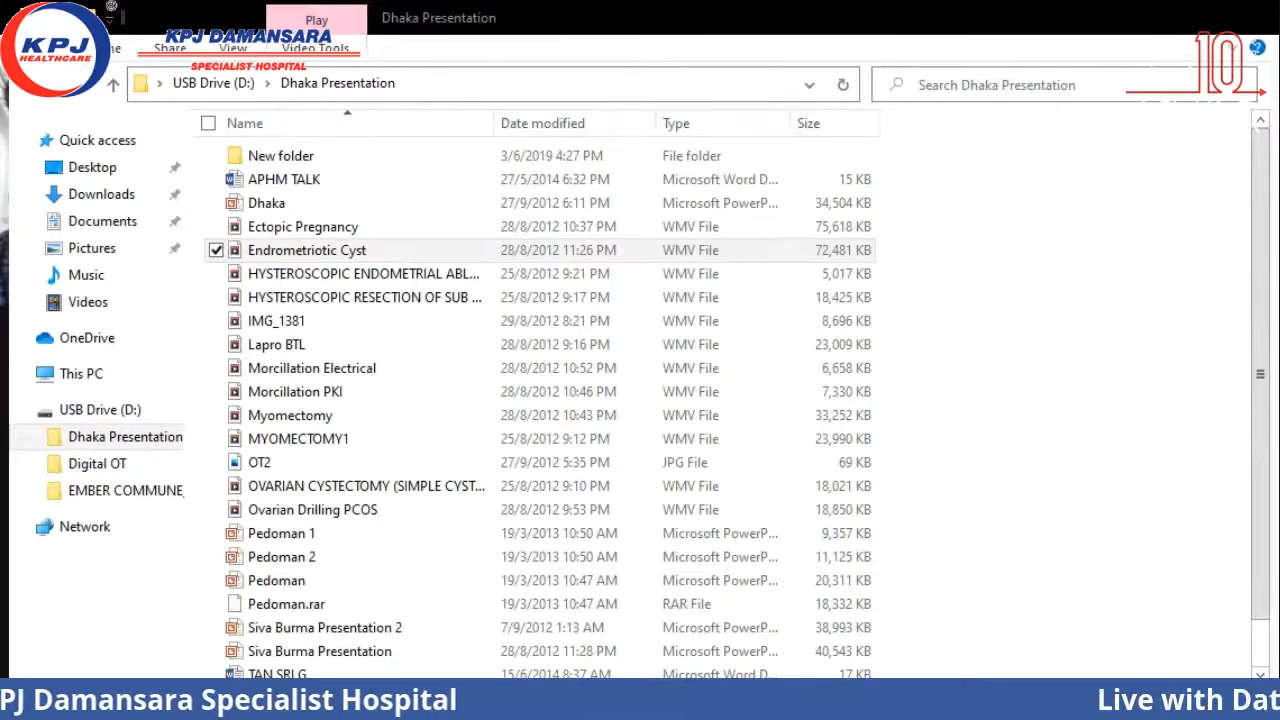 Play
Dhaka Presentation
KPJ
HEALTHCARE
KPJ DAMANSARA
SPECIALIST HOSPITAL
Share View Video Tools
10
USB Drive (D:) > Dhaka Presentation
Search Dhaka Presentation
Name Date modified Type Size
Quick access
Desktop
Downloads
Documents
Pictures
Music
Videos
OneDrive
This PC
USB Drive (D:)
Dhaka Presentation
Digital OT
EMBER COMMUNE
Network
New folder 3/6/2019 4:27 PM File folder
APHM TALK 27/5/2014 6:32 PM Microsoft Word D... 15 KB
Dhaka 27/9/2012 6:11 PM Microsoft PowerP... 34,504 KB
Ectopic Pregnancy 28/8/2012 10:37 PM WMV File 75,618 KB
Endrometriotic Cyst 28/8/2012 11:26 PM WMV File 72,481 KB
HYSTEROSCOPIC ENDOMETRIAL ABL... 25/8/2012 9:21 PM WMV File 5,017 KB
HYSTEROSCOPIC RESECTION OF SUB ... 25/8/2012 9:17 PM WMV File 18,425 KB
IMG_1381 29/8/2012 8:21 PM WMV File 8,696 KB
Lapro BTL 28/8/2012 9:16 PM WMV File 23,009 KB
Morcillation Electrical 28/8/2012 10:52 PM WMV File 6,658 KB
Morcillation PKI 28/8/2012 10:46 PM WMV File 7,330 KB
Myomectomy 28/8/2012 10:43 PM WMV File 33,252 KB
MYOMECTOMY1 25/8/2012 9:12 PM WMV File 23,990 KB
OT2 27/9/2012 5:35 PM JPG File 69 KB
OVARIAN CYSTECTOMY (SIMPLE CYST... 25/8/2012 9:10 PM WMV File 18,021 KB
Ovarian Drilling PCOS 28/8/2012 9:53 PM WMV File 18,850 KB
Pedoman 1 19/3/2013 10:50 AM Microsoft PowerP... 9,357 KB
Pedoman 2 19/3/2013 10:50 AM Microsoft PowerP... 11,125 KB
Pedoman 19/3/2013 10:47 AM Microsoft PowerP... 20,311 KB
Pedoman.rar 19/3/2013 10:47 AM RAR File 18,332 KB
Siva Burma Presentation 2 7/9/2012 1:13 AM Microsoft PowerP... 38,993 KB
Siva Burma Presentation 28/8/2012 11:28 PM Microsoft PowerP... 40,543 KB
TAN SRI G 15/6/2014 8:37 AM Microsoft Word D... 17 KB
PJ Damansara Specialist Hospital
Live with Dat